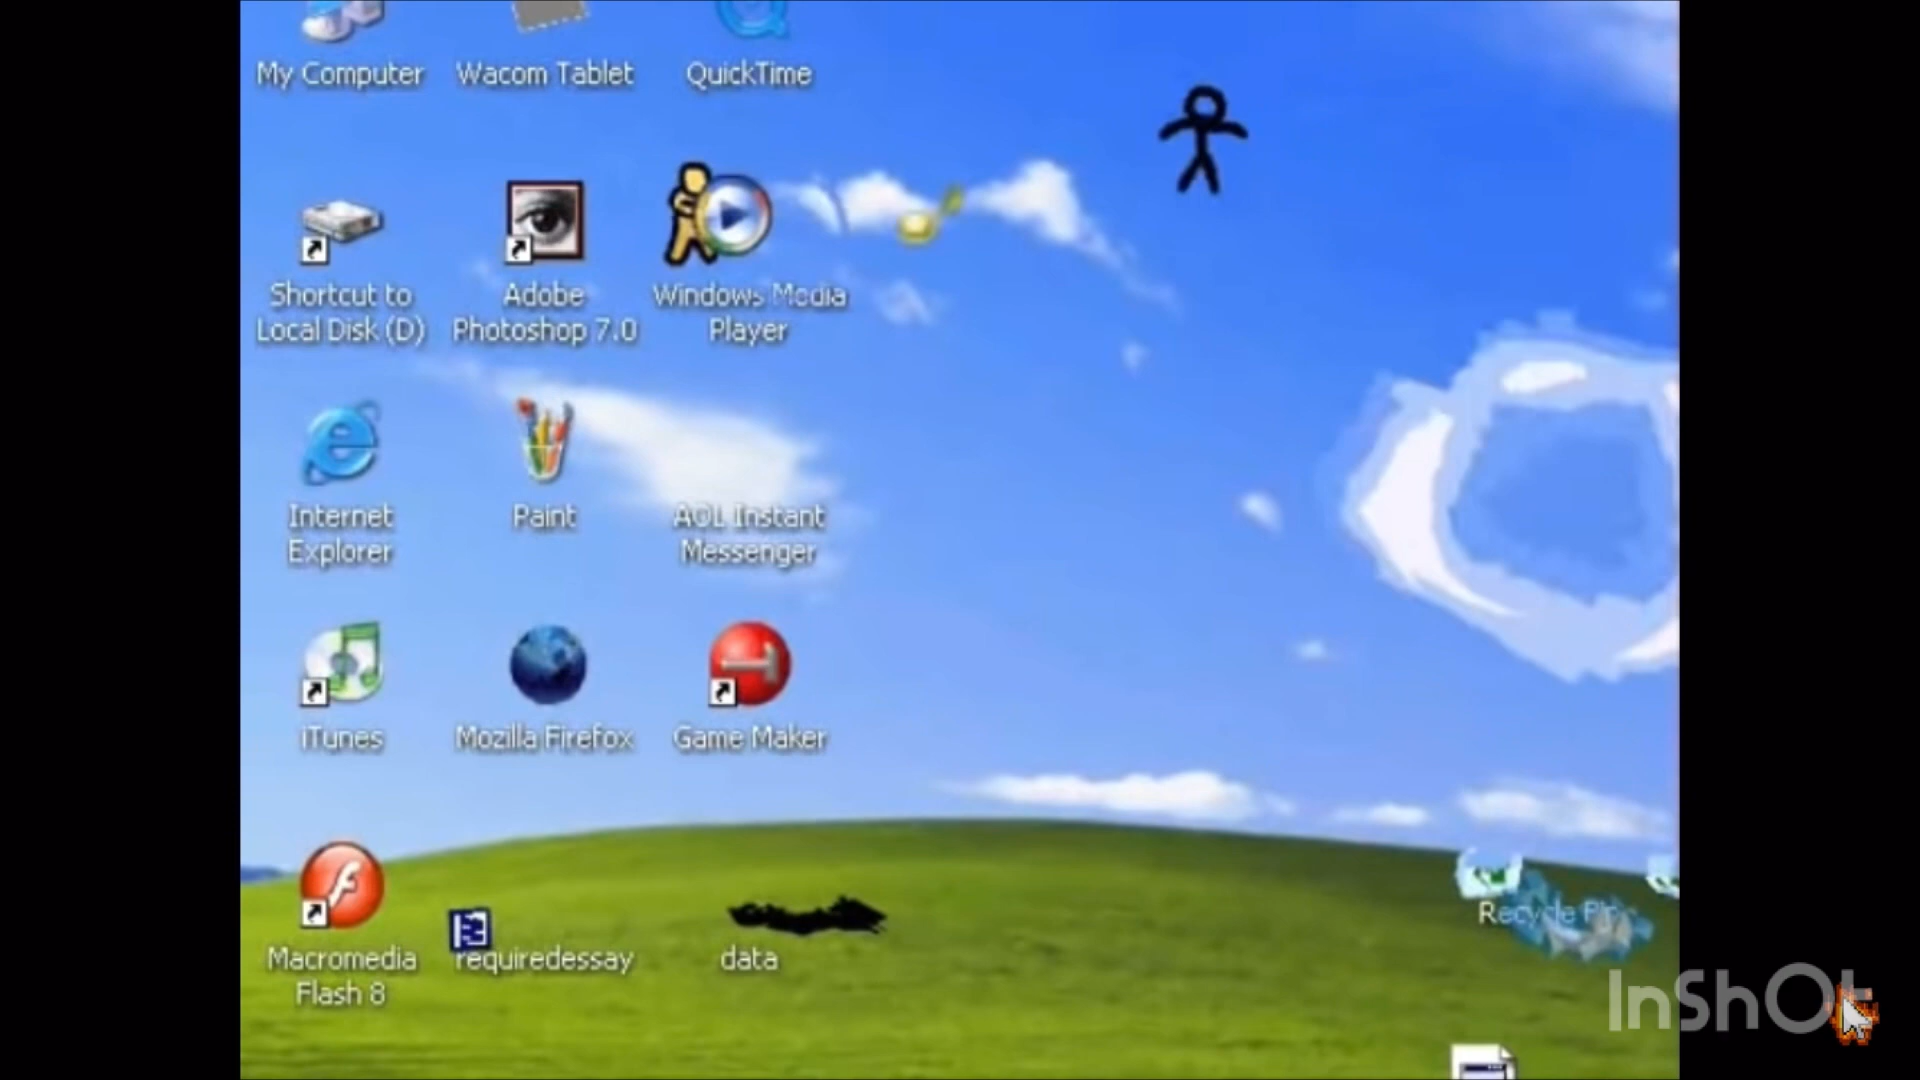 My Computer
Wacom Tablet
QuickTime
Shortcut to
Local Disk (D)
Adobe
Photoshop 7.0
Windows Media
Player
Internet
Explorer
Paint
AOL Instant
Messenger
iTunes
Mozilla Firefox
Game Maker
Macromedia
Flash 8
requiredessay
data
Recycle Bin
InShOt